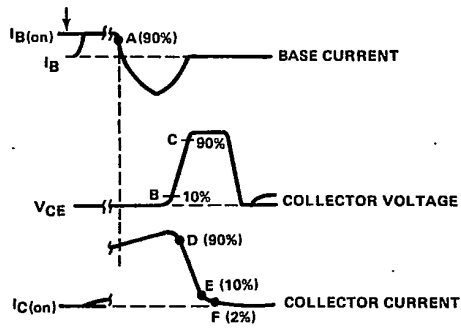 IB(on)
A (90%)
IB
BASE CURRENT
C
90%
B
10%
VCE
COLLECTOR VOLTAGE
D (90%)
E (10%)
IC(on)
COLLECTOR CURRENT
F (2%)